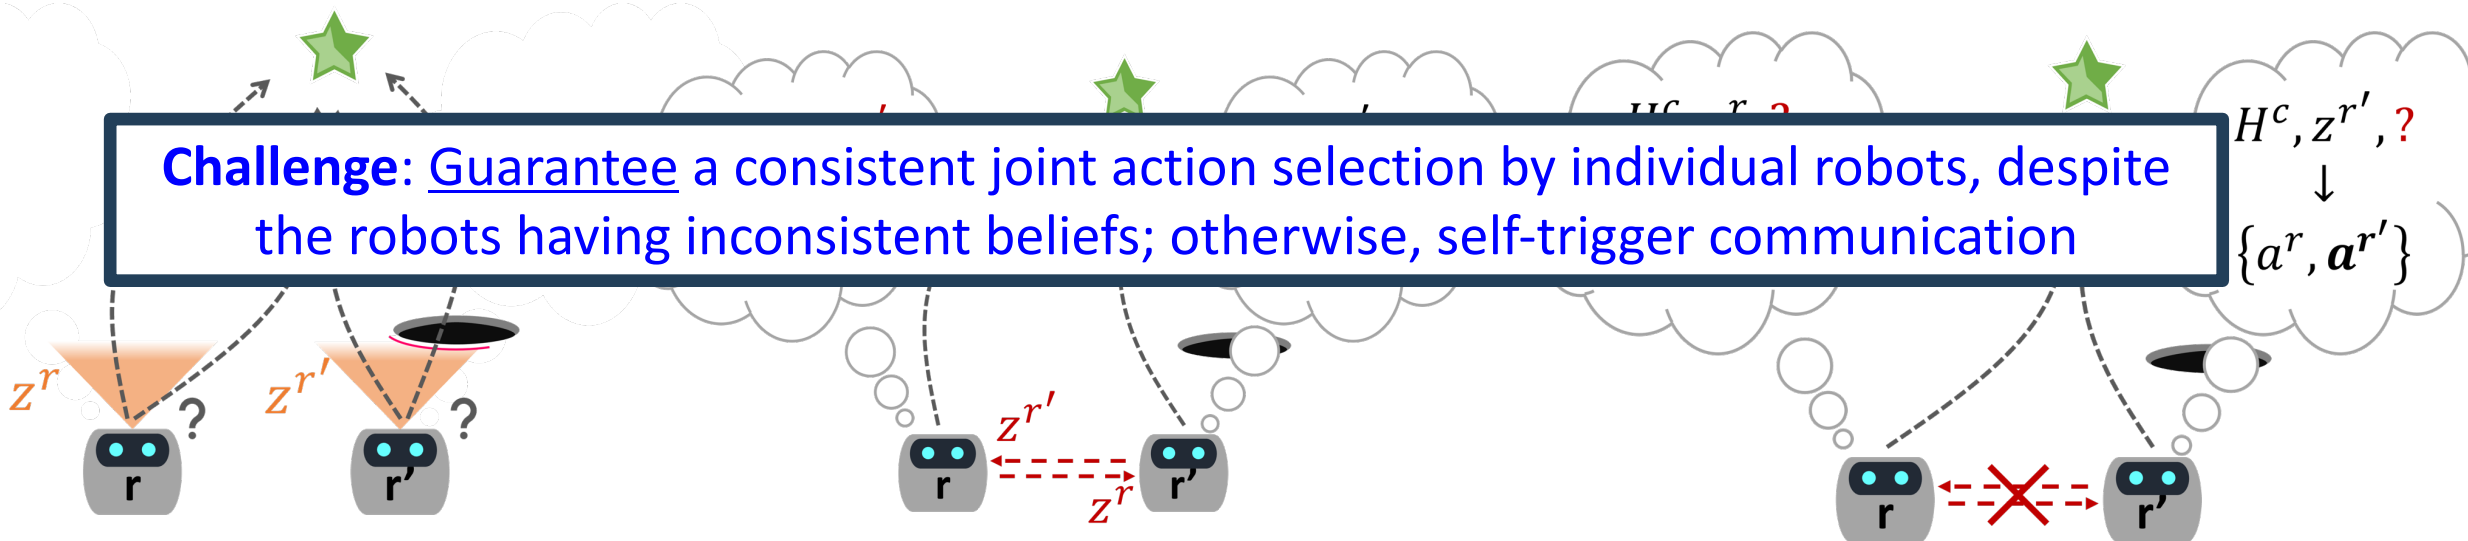 H^c, z^{r'}, ?
Challenge: Guarantee a consistent joint action selection by individual robots, despite
the robots having inconsistent beliefs; otherwise, self-trigger communication
↓
{a^r, a^{r'}}
z^r
?
z^{r'}
?
r
r'
z^{r'}
z^r
r
r'
r
r'